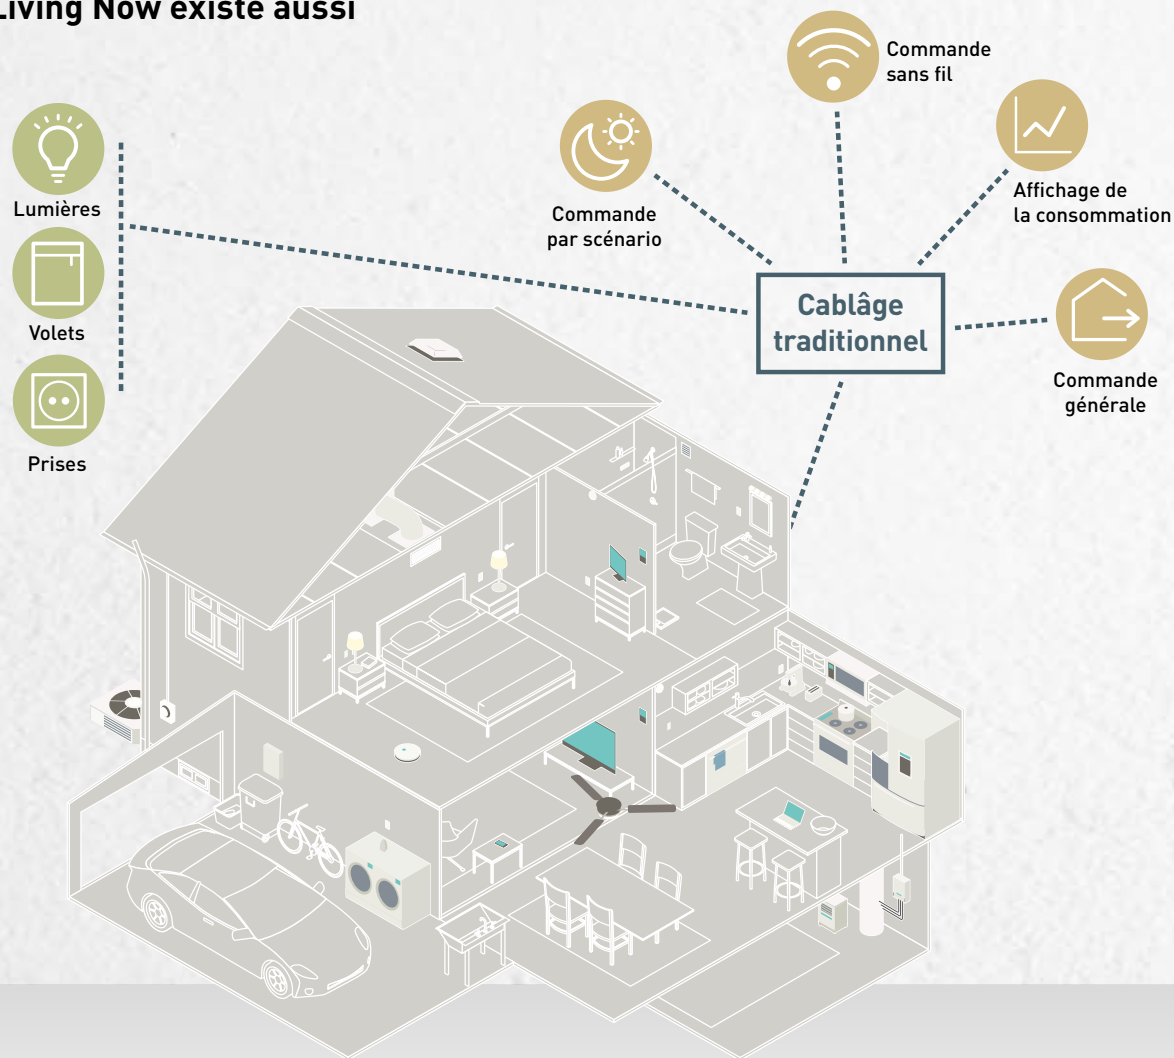 Living Now existe aussi
Commande
sans fil
Lumières
Commande
par scénario
Affichage de
la consommation
Volets
Cablâge
traditionnel
Commande
générale
Prises